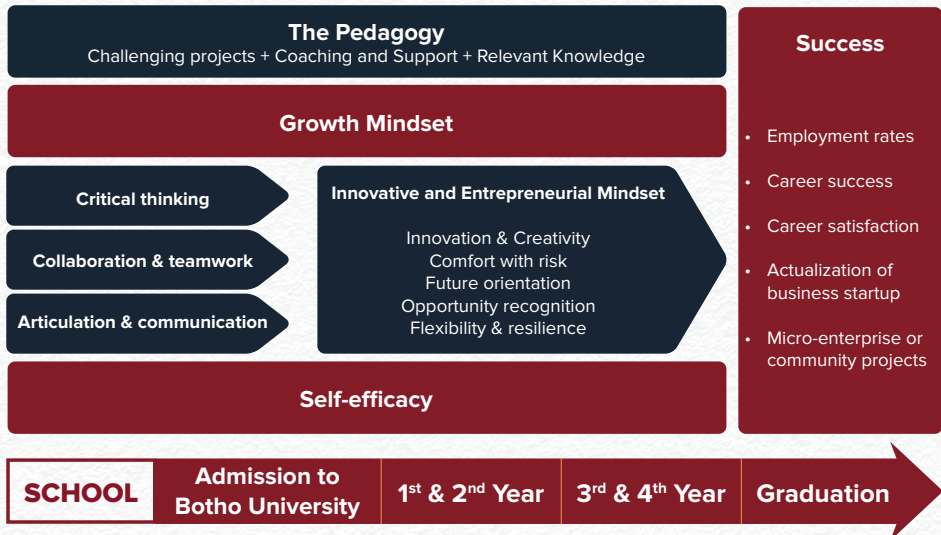 The Pedagogy
Challenging projects + Coaching and Support + Relevant Knowledge
Growth Mindset
Critical thinking
Collaboration & teamwork
Articulation & communication
Innovative and Entrepreneurial Mindset
Innovation & Creativity
Comfort with risk
Future orientation
Opportunity recognition
Flexibility & resilience
Self-efficacy
Success
• Employment rates
• Career success
• Career satisfaction
• Actualization of
business startup
• Micro-enterprise or
community projects
SCHOOL
Admission to
Botho University
1st & 2nd Year
3rd & 4th Year
Graduation